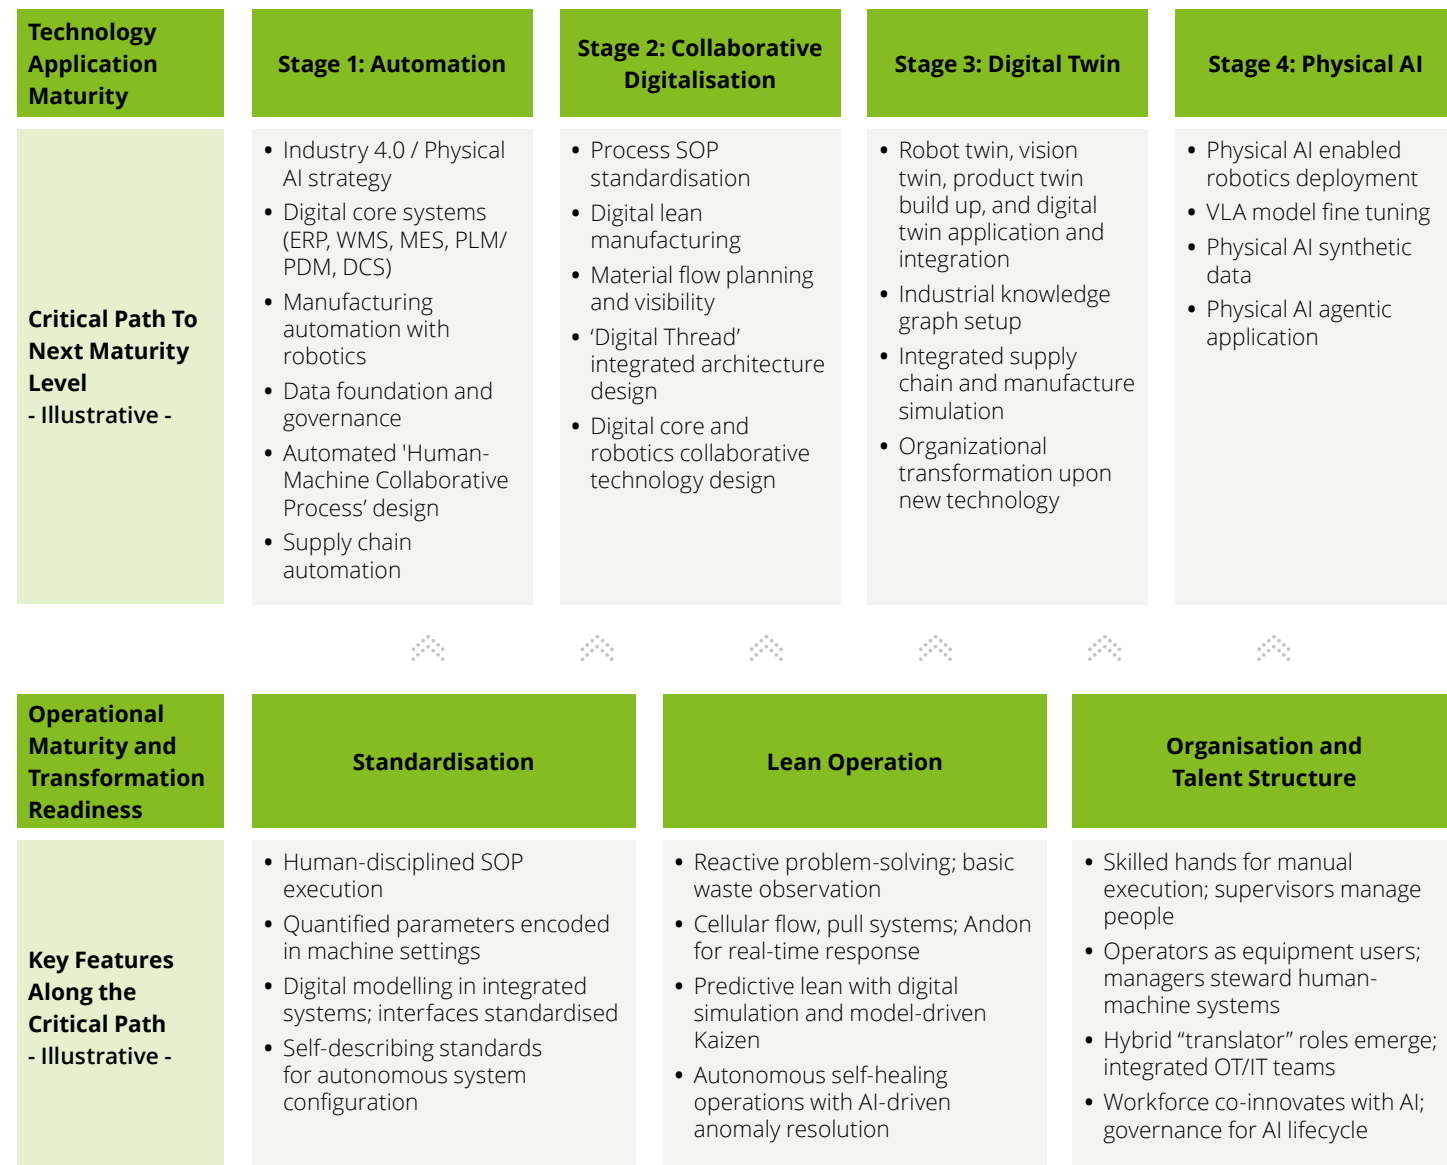 Technology
Application
Maturity
Stage 1: Automation
Stage 2: Collaborative
Digitalisation
Stage 3: Digital Twin
Stage 4: Physical AI
Critical Path To
Next Maturity
Level
- Illustrative -
• Industry 4.0 / Physical
AI strategy
• Digital core systems
(ERP, WMS, MES, PLM/
PDM, DCS)
• Manufacturing
automation with
robotics
• Data foundation and
governance
• Automated 'Human-
Machine Collaborative
Process’ design
• Supply chain
automation
• Process SOP
standardisation
• Digital lean
manufacturing
• Material flow planning
and visibility
• ‘Digital Thread’
integrated architecture
design
• Digital core and
robotics collaborative
technology design
• Robot twin, vision
twin, product twin
build up, and digital
twin application and
integration
• Industrial knowledge
graph setup
• Integrated supply
chain and manufacture
simulation
• Organizational
transformation upon
new technology
• Physical AI enabled
robotics deployment
• VLA model fine tuning
• Physical AI synthetic
data
• Physical AI agentic
application
Operational
Maturity and
Transformation
Readiness
Standardisation
Lean Operation
Organisation and
Talent Structure
Key Features
Along the
Critical Path
- Illustrative -
• Human-disciplined SOP
execution
• Quantified parameters encoded
in machine settings
• Digital modelling in integrated
systems; interfaces standardised
• Self-describing standards
for autonomous system
configuration
• Reactive problem-solving; basic
waste observation
• Cellular flow, pull systems; Andon
for real-time response
• Predictive lean with digital
simulation and model-driven
Kaizen
• Autonomous self-healing
operations with AI-driven
anomaly resolution
• Skilled hands for manual
execution; supervisors manage
people
• Operators as equipment users;
managers steward human-
machine systems
• Hybrid “translator” roles emerge;
integrated OT/IT teams
• Workforce co-innovates with AI;
governance for AI lifecycle